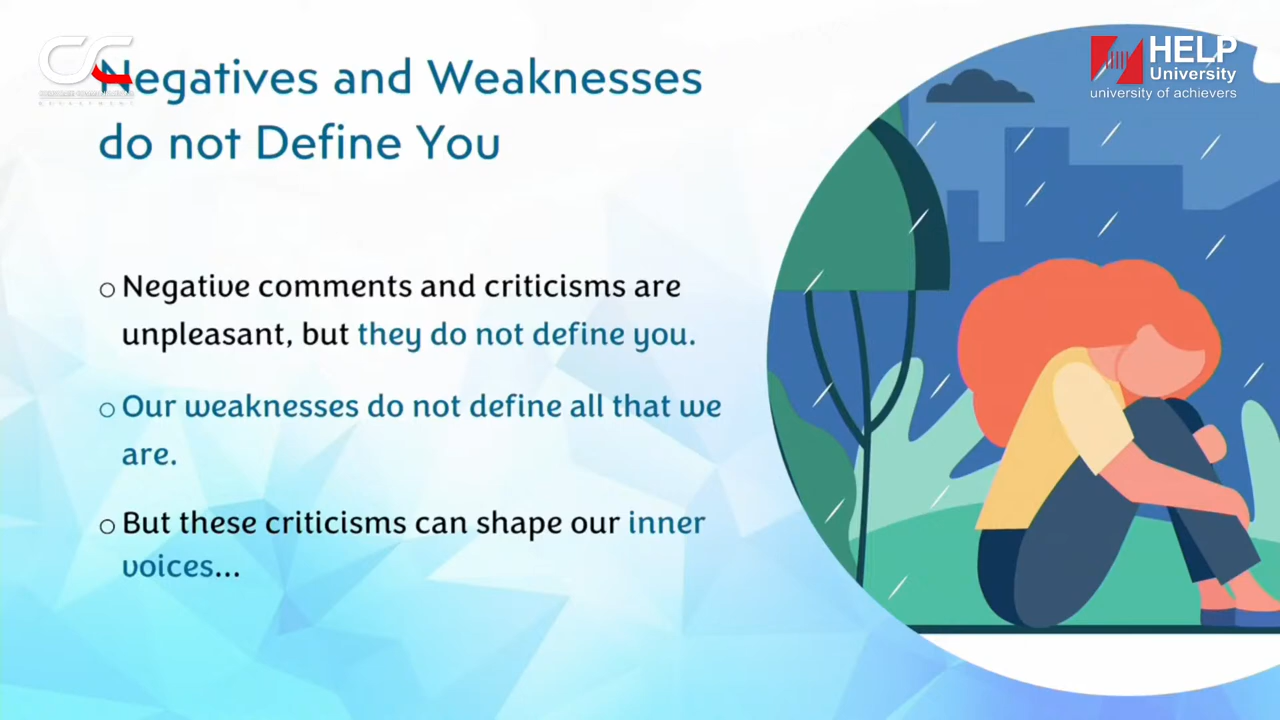 Negatives and Weaknesses
do not Define You
HELP
University
university of achievers
○ Negative comments and criticisms are
unpleasant, but they do not define you.
○ Our weaknesses do not define all that we
are.
○ But these criticisms can shape our inner
voices...